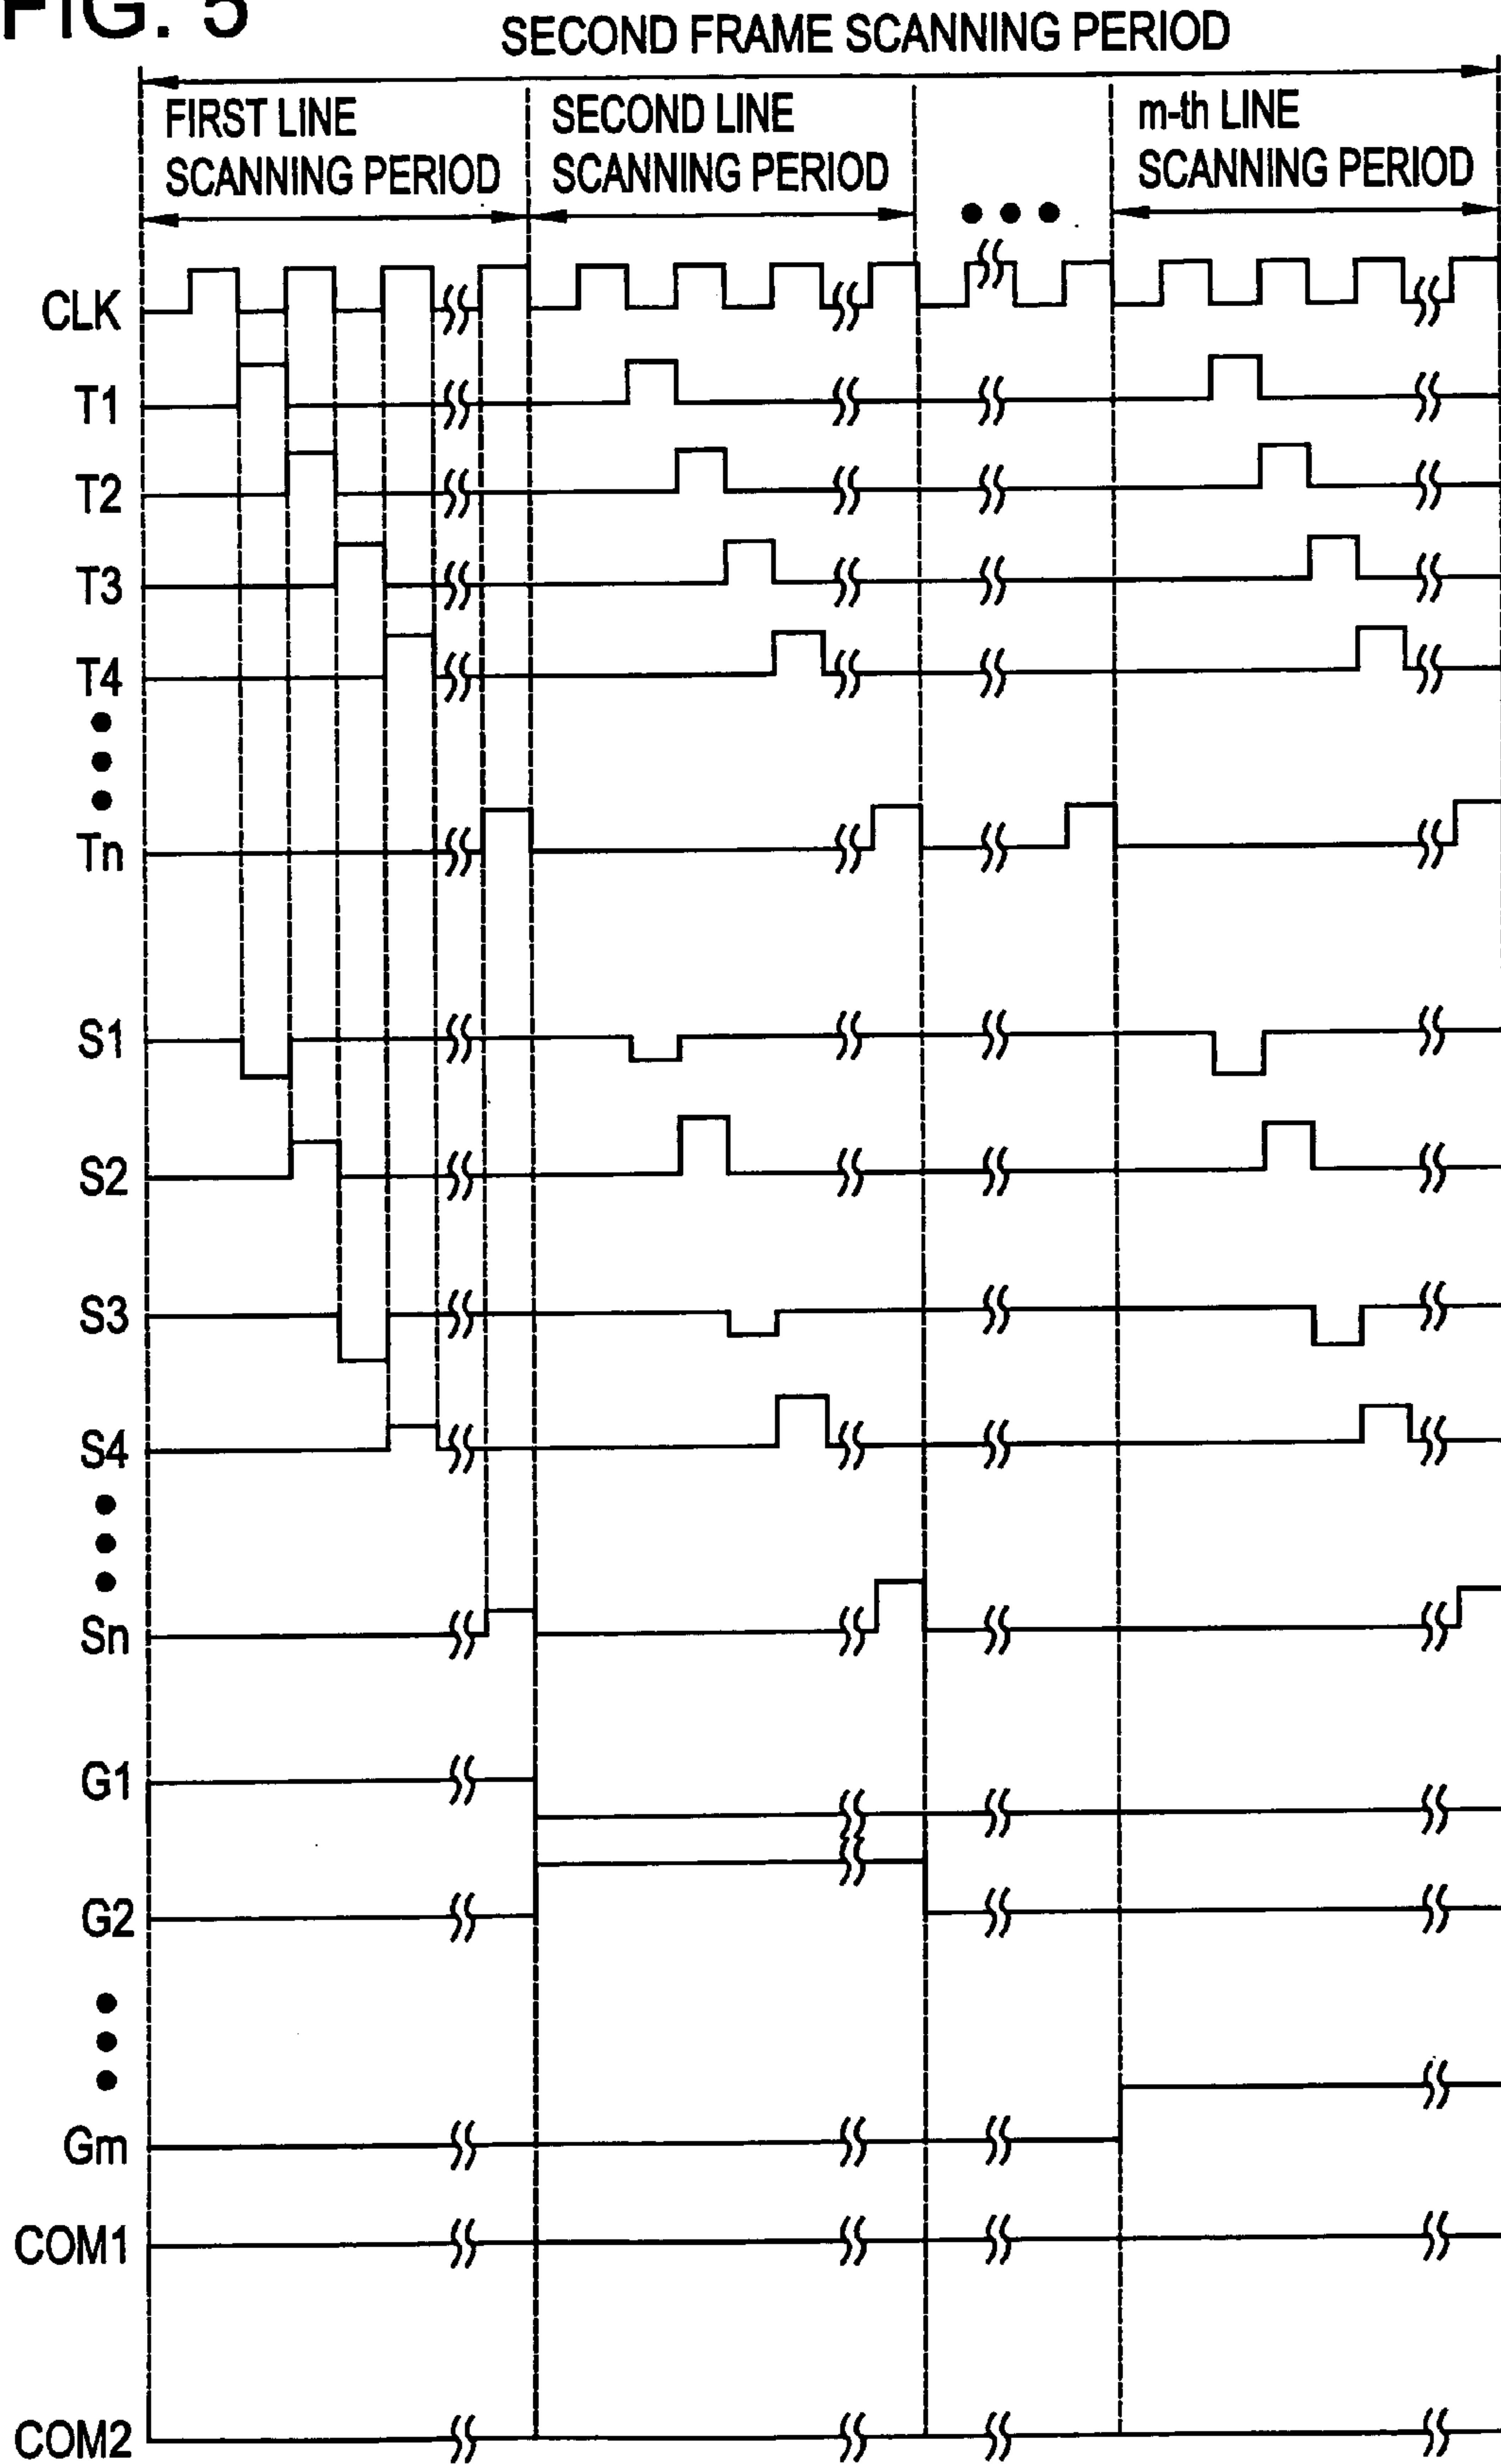 FIG. 5
SECOND FRAME SCANNING PERIOD
FIRST LINE
SCANNING PERIOD
SECOND LINE
SCANNING PERIOD
m-th LINE
SCANNING PERIOD
CLK
T1
T2
T3
T4
Tn
S1
S2
S3
S4
Sn
G1
G2
Gm
COM1
COM2